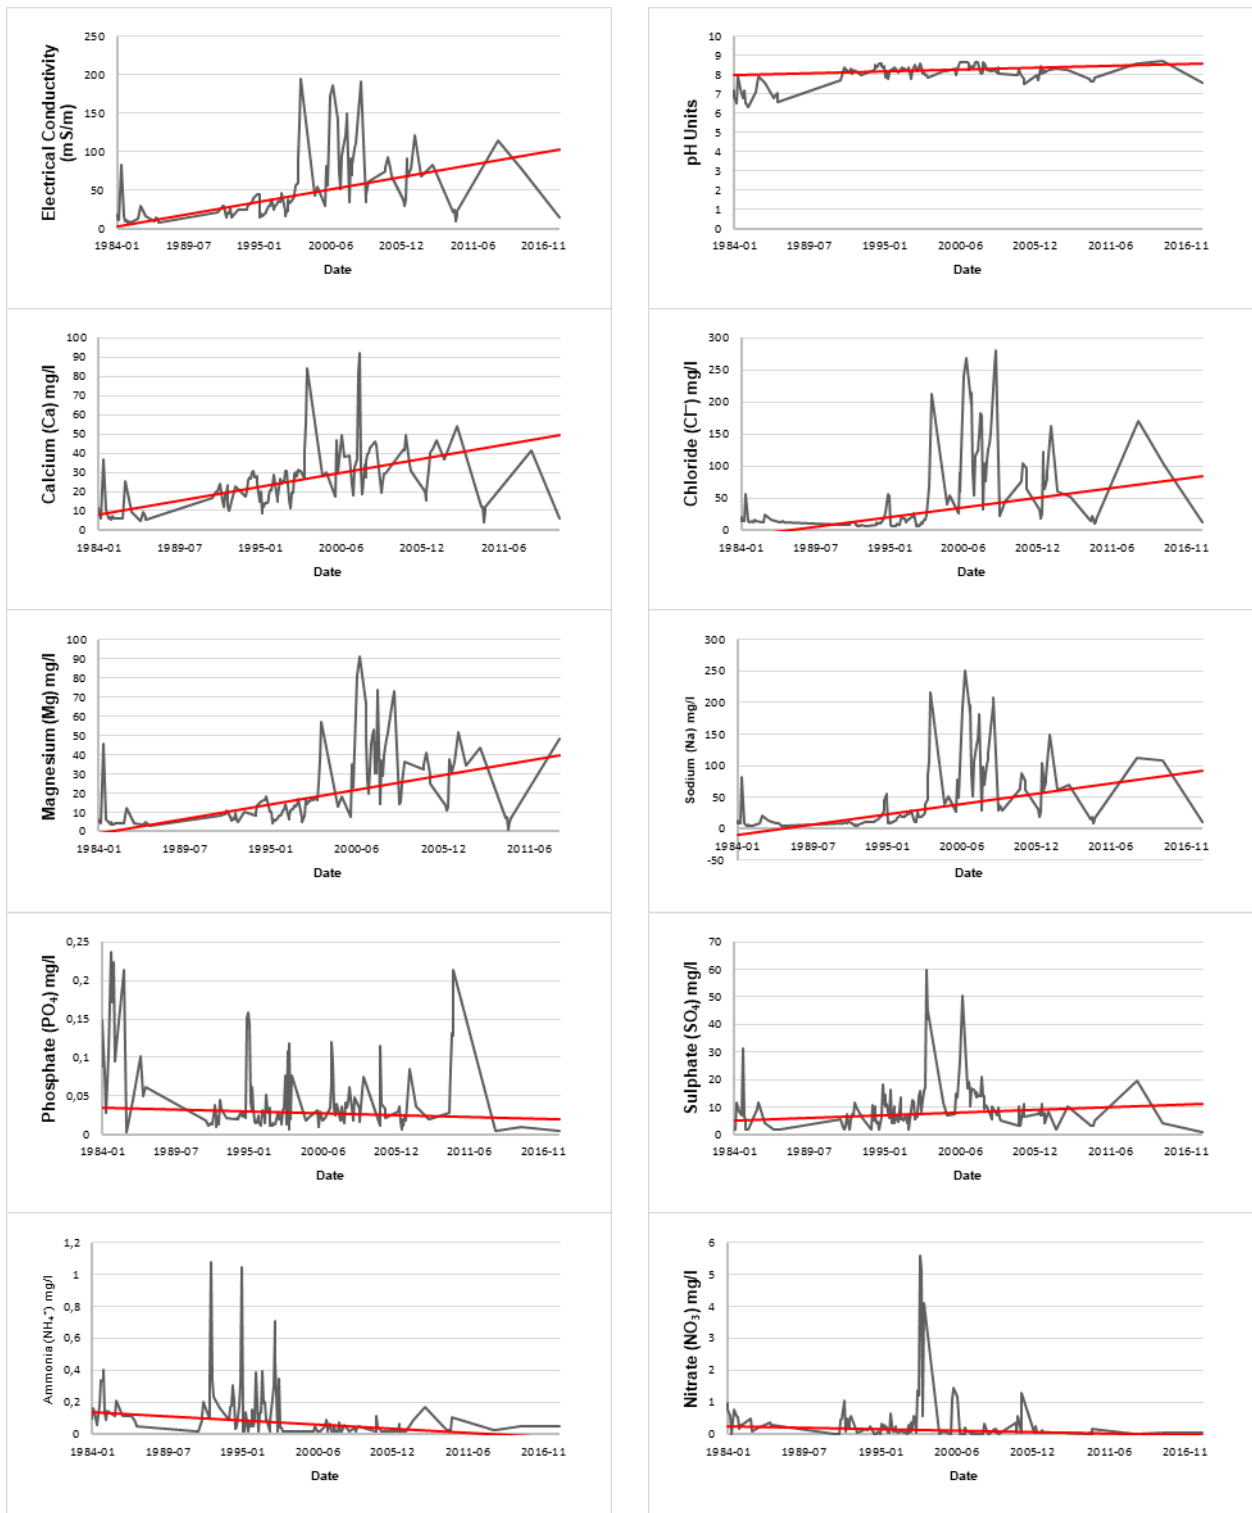 Electrical Conductivity
(mS/m)
250
200
150
100
50
0
1984-01 1989-07 1995-01 2000-06 2005-12 2011-06 2016-11
Date
pH Units
10
9
8
7
6
5
4
3
2
1
0
1984-01 1989-07 1995-01 2000-06 2005-12 2011-06 2016-11
Date
Calcium (Ca) mg/l
100
90
80
70
60
50
40
30
20
10
0
1984-01 1989-07 1995-01 2000-06 2005-12 2011-06
Date
Chloride (Cl⁻) mg/l
300
250
200
150
100
50
0
1984-01 1989-07 1995-01 2000-06 2005-12 2011-06 2016-11
Date
Magnesium (Mg) mg/l
100
90
80
70
60
50
40
30
20
10
0
1984-01 1989-07 1995-01 2000-06 2005-12 2011-06
Date
Sodium (Na) mg/l
300
250
200
150
100
50
0
-50
1984-01 1989-07 1995-01 2000-06 2005-12 2011-06 2016-11
Date
Phosphate (PO₄) mg/l
0,25
0,2
0,15
0,1
0,05
0
1984-01 1989-07 1995-01 2000-06 2005-12 2011-06 2016-11
Date
Sulphate (SO₄) mg/l
70
60
50
40
30
20
10
0
1984-01 1989-07 1995-01 2000-06 2005-12 2011-06 2016-11
Date
Ammonia (NH₄⁺) mg/l
1,2
1
0,8
0,6
0,4
0,2
0
1984-01 1989-07 1995-01 2000-06 2005-12 2011-06 2016-11
Date
Nitrate (NO₃) mg/l
6
5
4
3
2
1
0
1984-01 1989-07 1995-01 2000-06 2005-12 2011-06 2016-11
Date